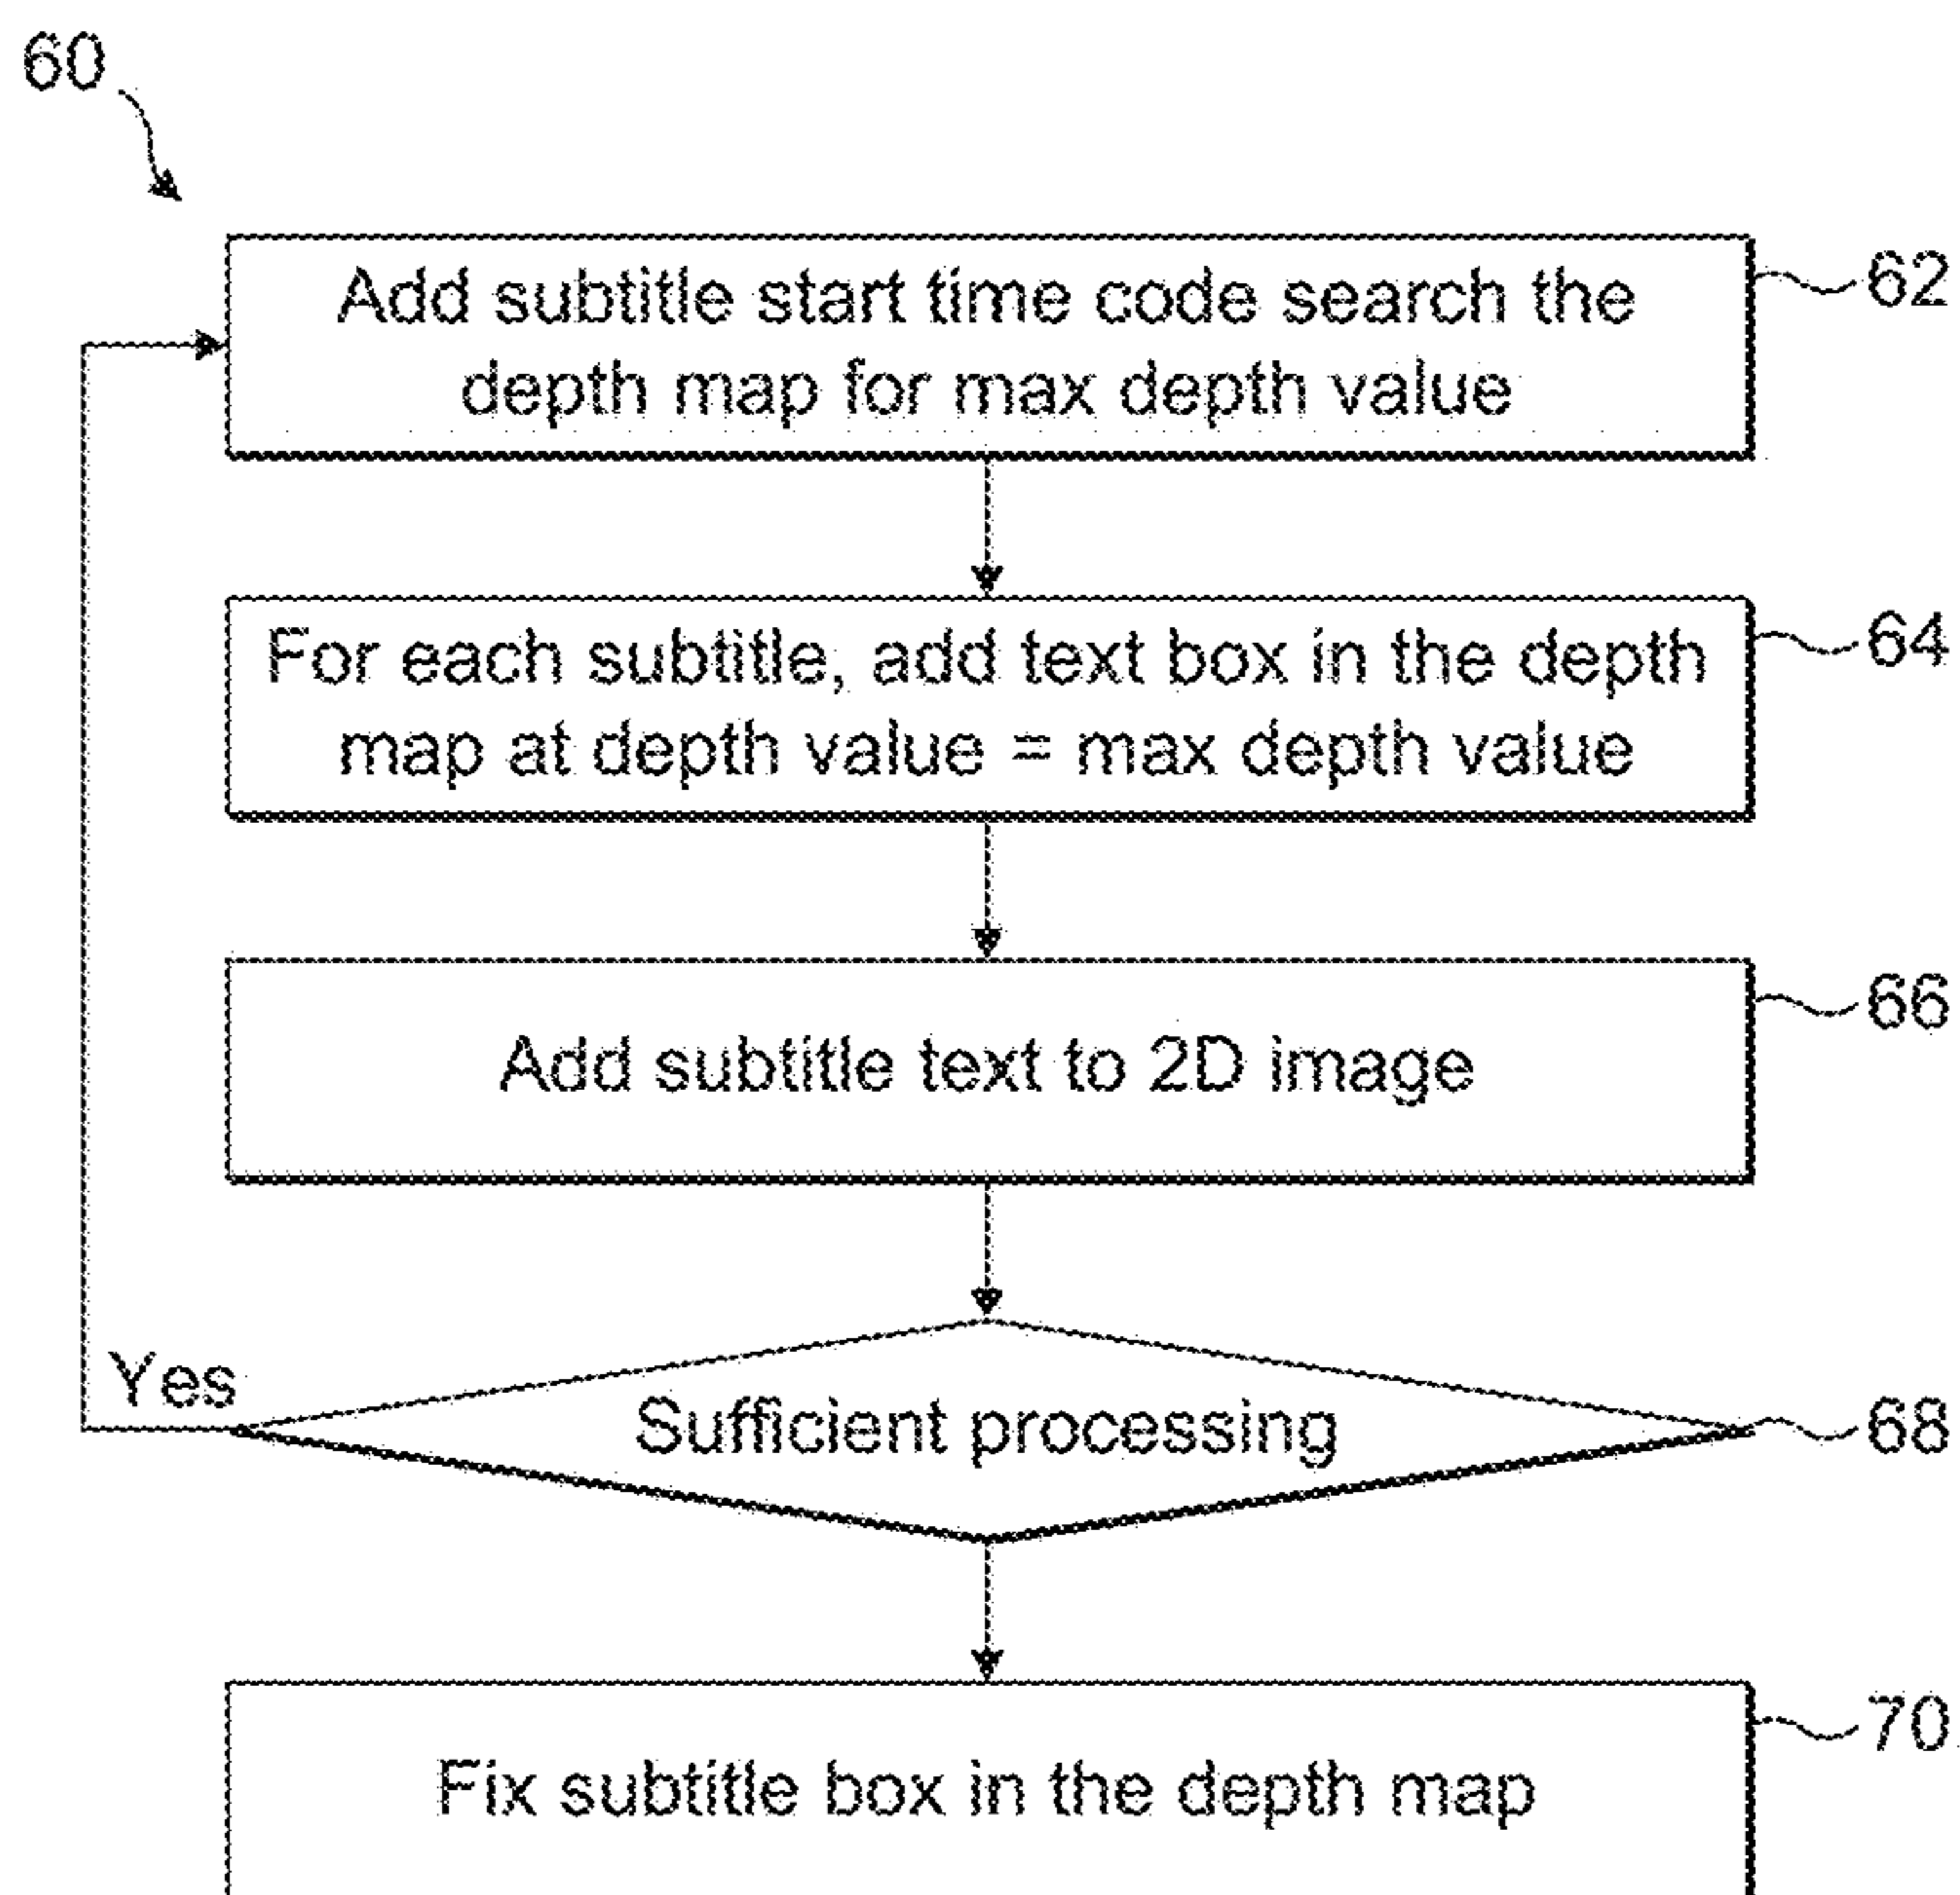 60
Add subtitle start time code search the
depth map for max depth value
62
For each subtitle, add text box in the depth
map at depth value = max depth value
64
Add subtitle text to 2D image
66
Yes
Sufficient processing
68
Fix subtitle box in the depth map
70